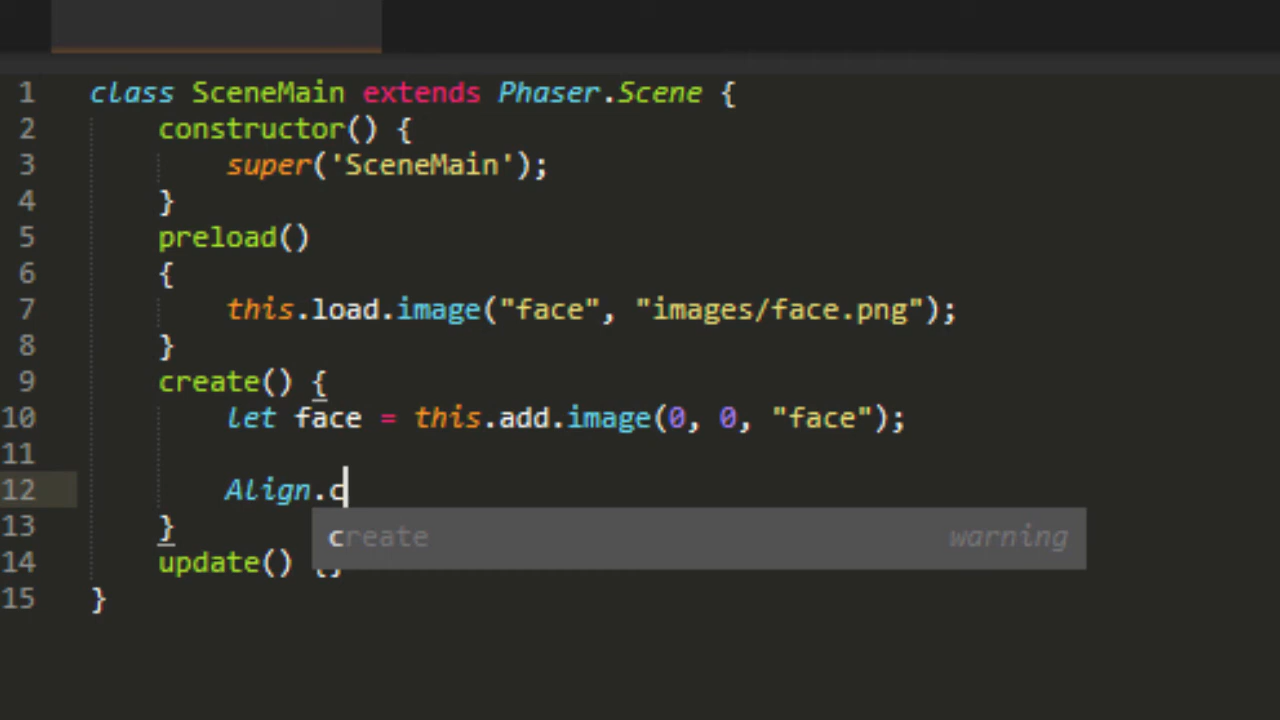 1 class SceneMain extends Phaser.Scene {
2 constructor() {
3 super('SceneMain');
4 }
5 preload()
6 {
7 this.load.image("face", "images/face.png");
8 }
9 create() {
10 let face = this.add.image(0, 0, "face");
11
12 Align.c
create warning
13 }
14 update() {}
15 }